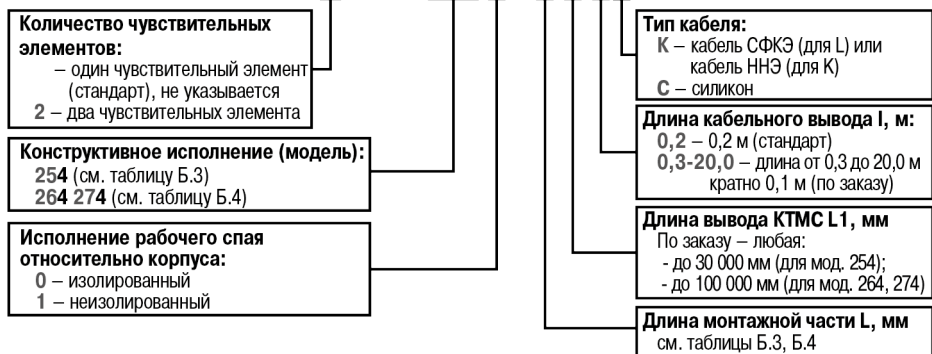 Количество чувствительных
элементов:
– один чувствительный элемент
(стандарт), не указывается
2 – два чувствительных элемента
Конструктивное исполнение (модель):
254 (см. таблицу Б.3)
264 274 (см. таблицу Б.4)
Исполнение рабочего спая
относительно корпуса:
0 – изолированный
1 – неизолированный
Тип кабеля:
К – кабель СФКЭ (для L) или
кабель ННЭ (для К)
С – силикон
Длина кабельного вывода l, м:
0,2 – 0,2 м (стандарт)
0,3-20,0 – длина от 0,3 до 20,0 м
кратно 0,1 м (по заказу)
Длина вывода КТМС L1, мм
По заказу – любая:
- до 30 000 мм (для мод. 254);
- до 100 000 мм (для мод. 264, 274)
Длина монтажной части L, мм
см. таблицы Б.3, Б.4